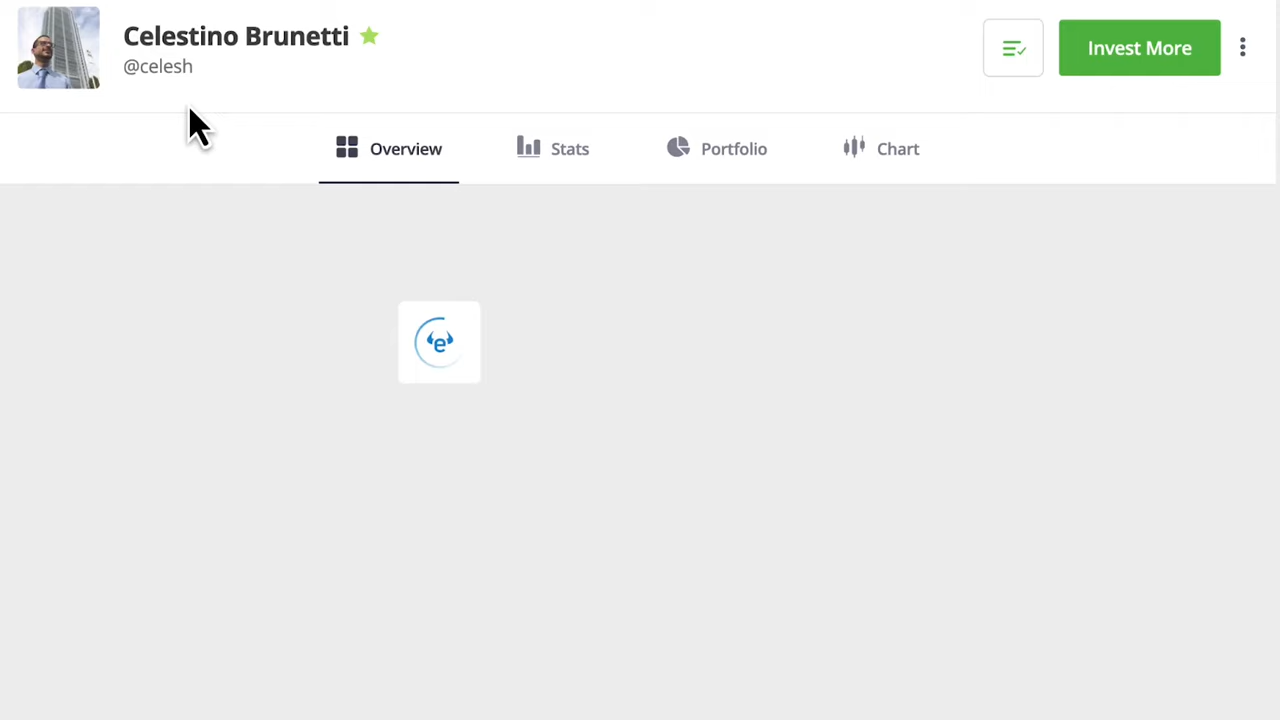 Celestino Brunetti
@celesh
Invest More
Overview
Stats
Portfolio
Chart
e